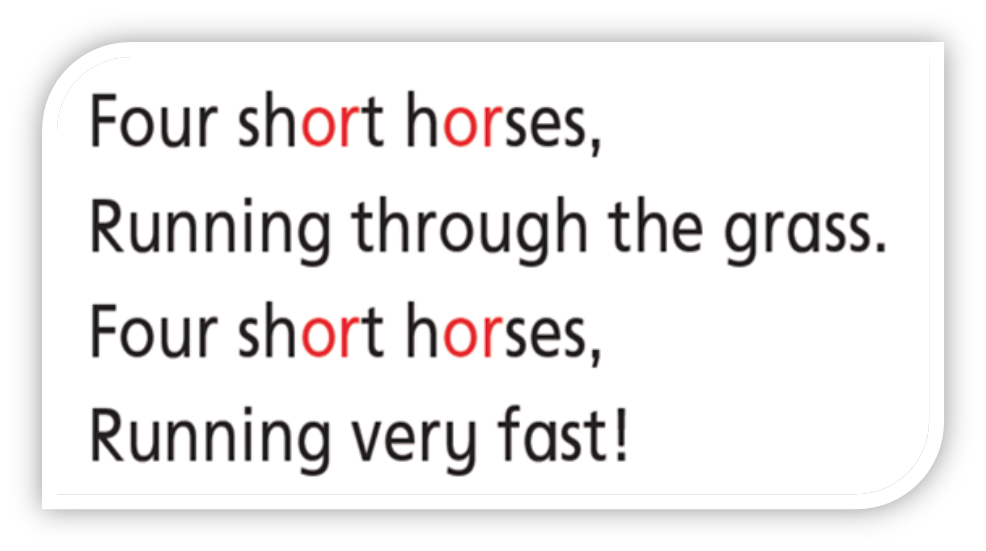 Four short horses,
Running through the grass.
Four short horses,
Running very fast!